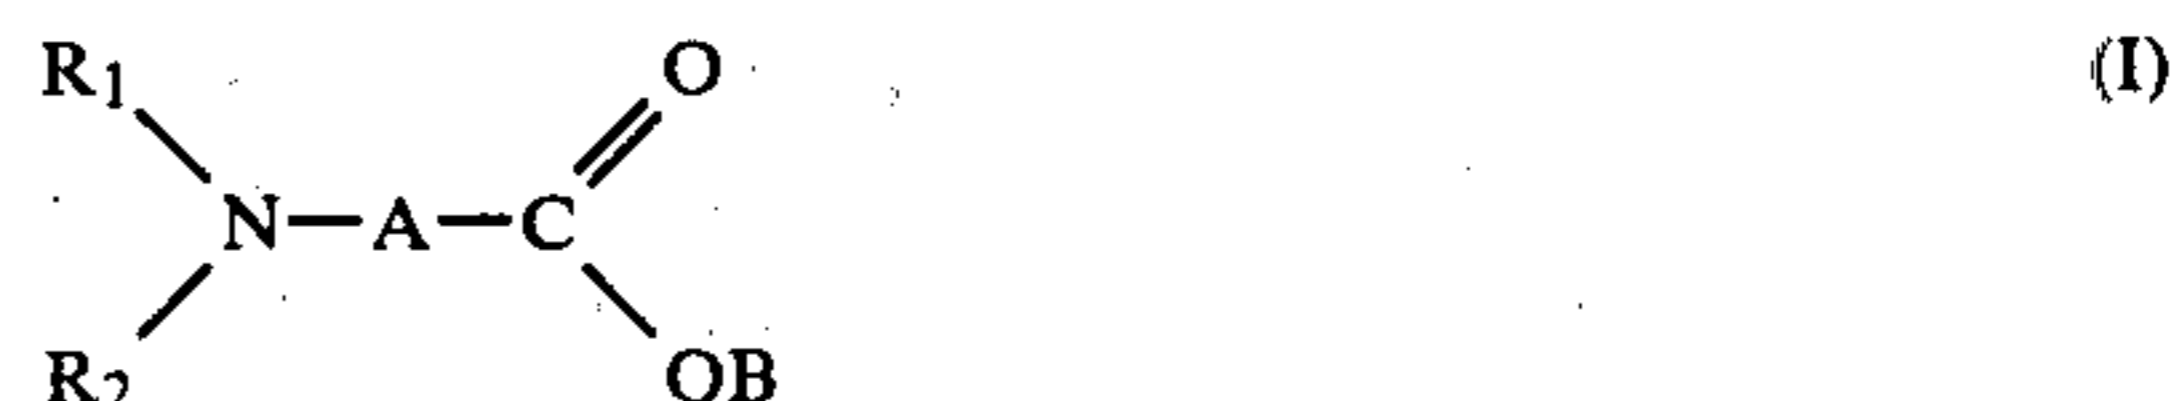 R1 O (I)
N—A—C
R2 OB